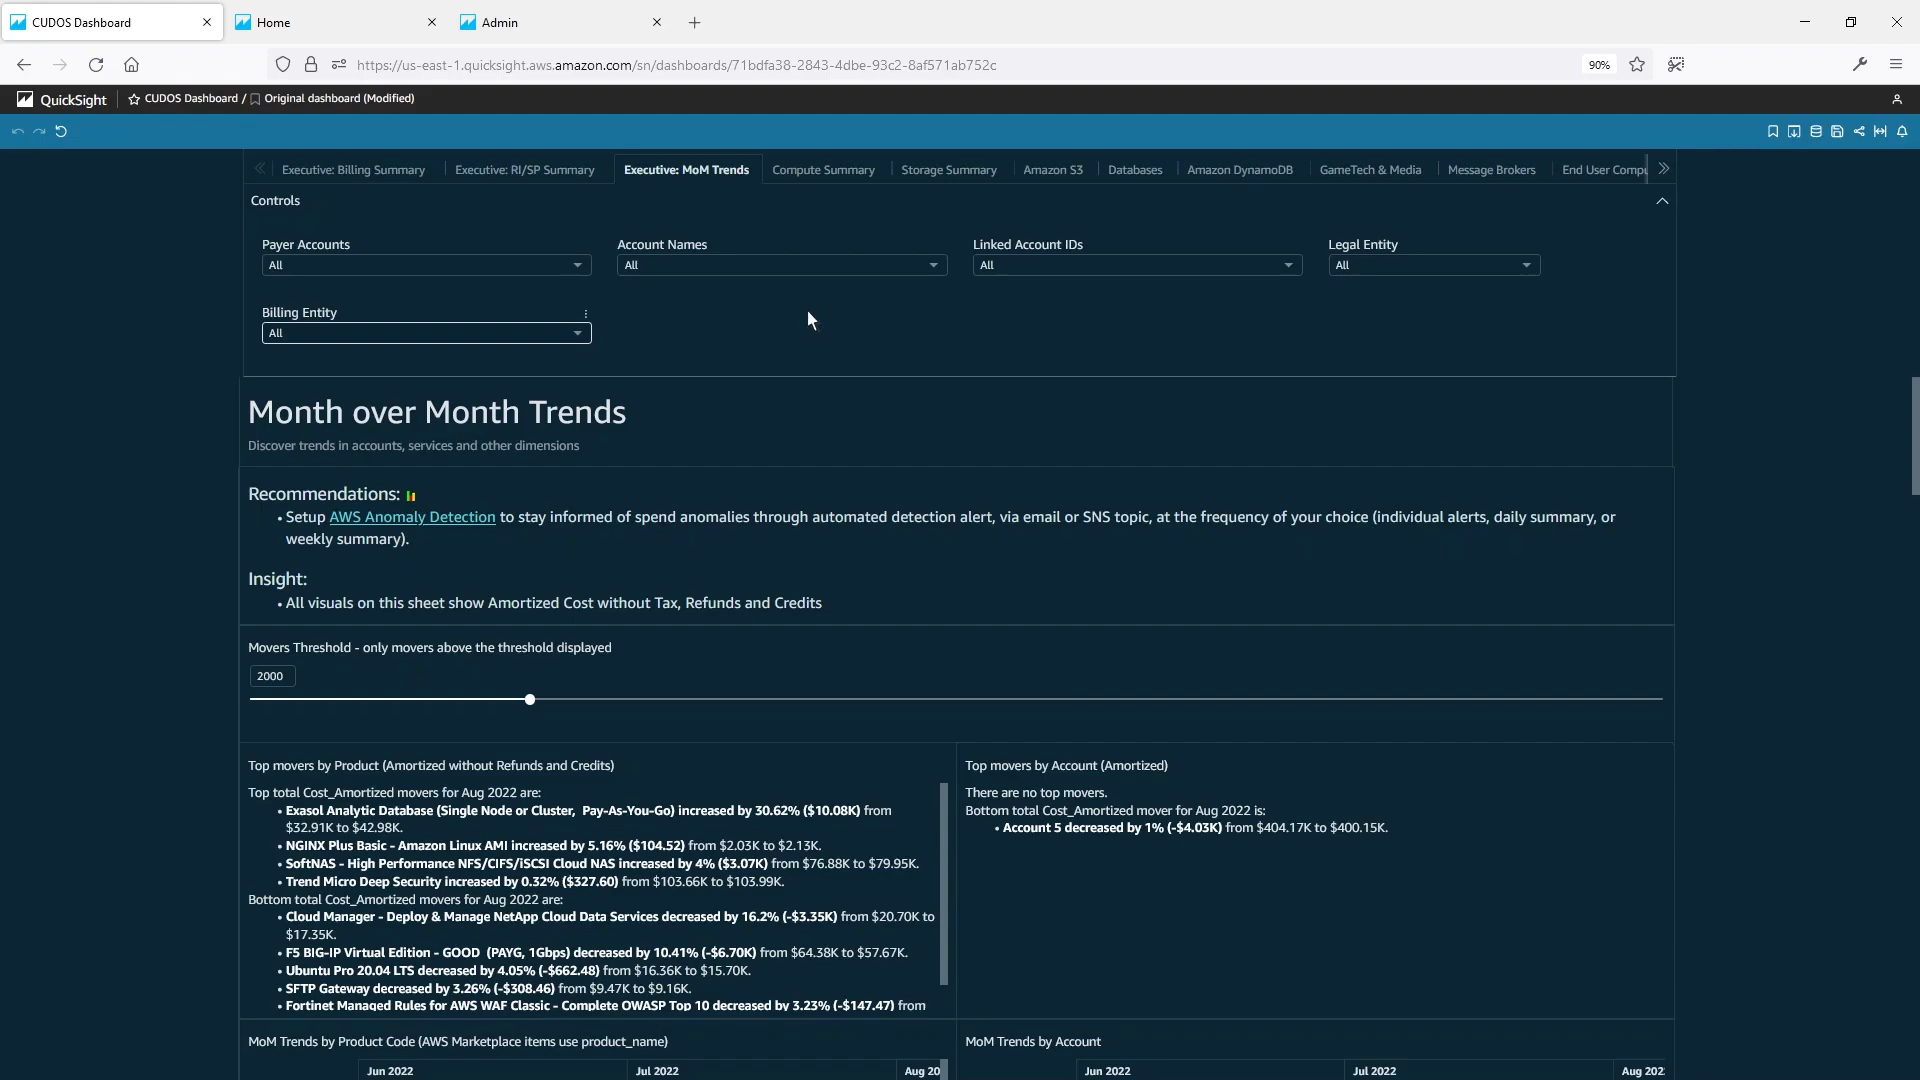 CUDOS Dashboard
Home
Admin
https://us-east-1.quicksight.aws.amazon.com/sn/dashboards/71bdfa38-2843-4dbe-93c2-8af571ab752c
90%
QuickSight
CUDOS Dashboard / Original dashboard (Modified)
Executive: Billing Summary
Executive: RI/SP Summary
Executive: MoM Trends
Compute Summary
Storage Summary
Amazon S3
Databases
Amazon DynamoDB
GameTech & Media
Message Brokers
End User Compu
Controls
Payer Accounts
Account Names
Linked Account IDs
Legal Entity
All
All
All
All
Billing Entity
All
Month over Month Trends
Discover trends in accounts, services and other dimensions
Recommendations:
• Setup AWS Anomaly Detection to stay informed of spend anomalies through automated detection alert, via email or SNS topic, at the frequency of your choice (individual alerts, daily summary, or
weekly summary).
Insight:
• All visuals on this sheet show Amortized Cost without Tax, Refunds and Credits
Movers Threshold - only movers above the threshold displayed
2000
Top movers by Product (Amortized without Refunds and Credits)
Top total Cost_Amortized movers for Aug 2022 are:
• Exasol Analytic Database (Single Node or Cluster, Pay-As-You-Go) increased by 30.62% ($10.08K) from
$32.91K to $42.98K.
• NGINX Plus Basic - Amazon Linux AMI increased by 5.16% ($104.52) from $2.03K to $2.13K.
• SoftNAS - High Performance NFS/CIFS/iSCSI Cloud NAS increased by 4% ($3.07K) from $76.88K to $79.95K.
• Trend Micro Deep Security increased by 0.32% ($327.60) from $103.66K to $103.99K.
Bottom total Cost_Amortized movers for Aug 2022 are:
• Cloud Manager - Deploy & Manage NetApp Cloud Data Services decreased by 16.2% (-$3.35K) from $20.70K to
$17.35K.
• F5 BIG-IP Virtual Edition - GOOD (PAYG, 1Gbps) decreased by 10.41% (-$6.70K) from $64.38K to $57.67K.
• Ubuntu Pro 20.04 LTS decreased by 4.05% (-$662.48) from $16.36K to $15.70K.
• SFTP Gateway decreased by 3.26% (-$308.46) from $9.47K to $9.16K.
• Fortinet Managed Rules for AWS WAF Classic - Complete OWASP Top 10 decreased by 3.23% (-$147.47) from
Top movers by Account (Amortized)
There are no top movers.
Bottom total Cost_Amortized mover for Aug 2022 is:
• Account 5 decreased by 1% (-$4.03K) from $404.17K to $400.15K.
MoM Trends by Product Code (AWS Marketplace items use product_name)
Jun 2022
Jul 2022
Aug 20
MoM Trends by Account
Jun 2022
Jul 2022
Aug 202